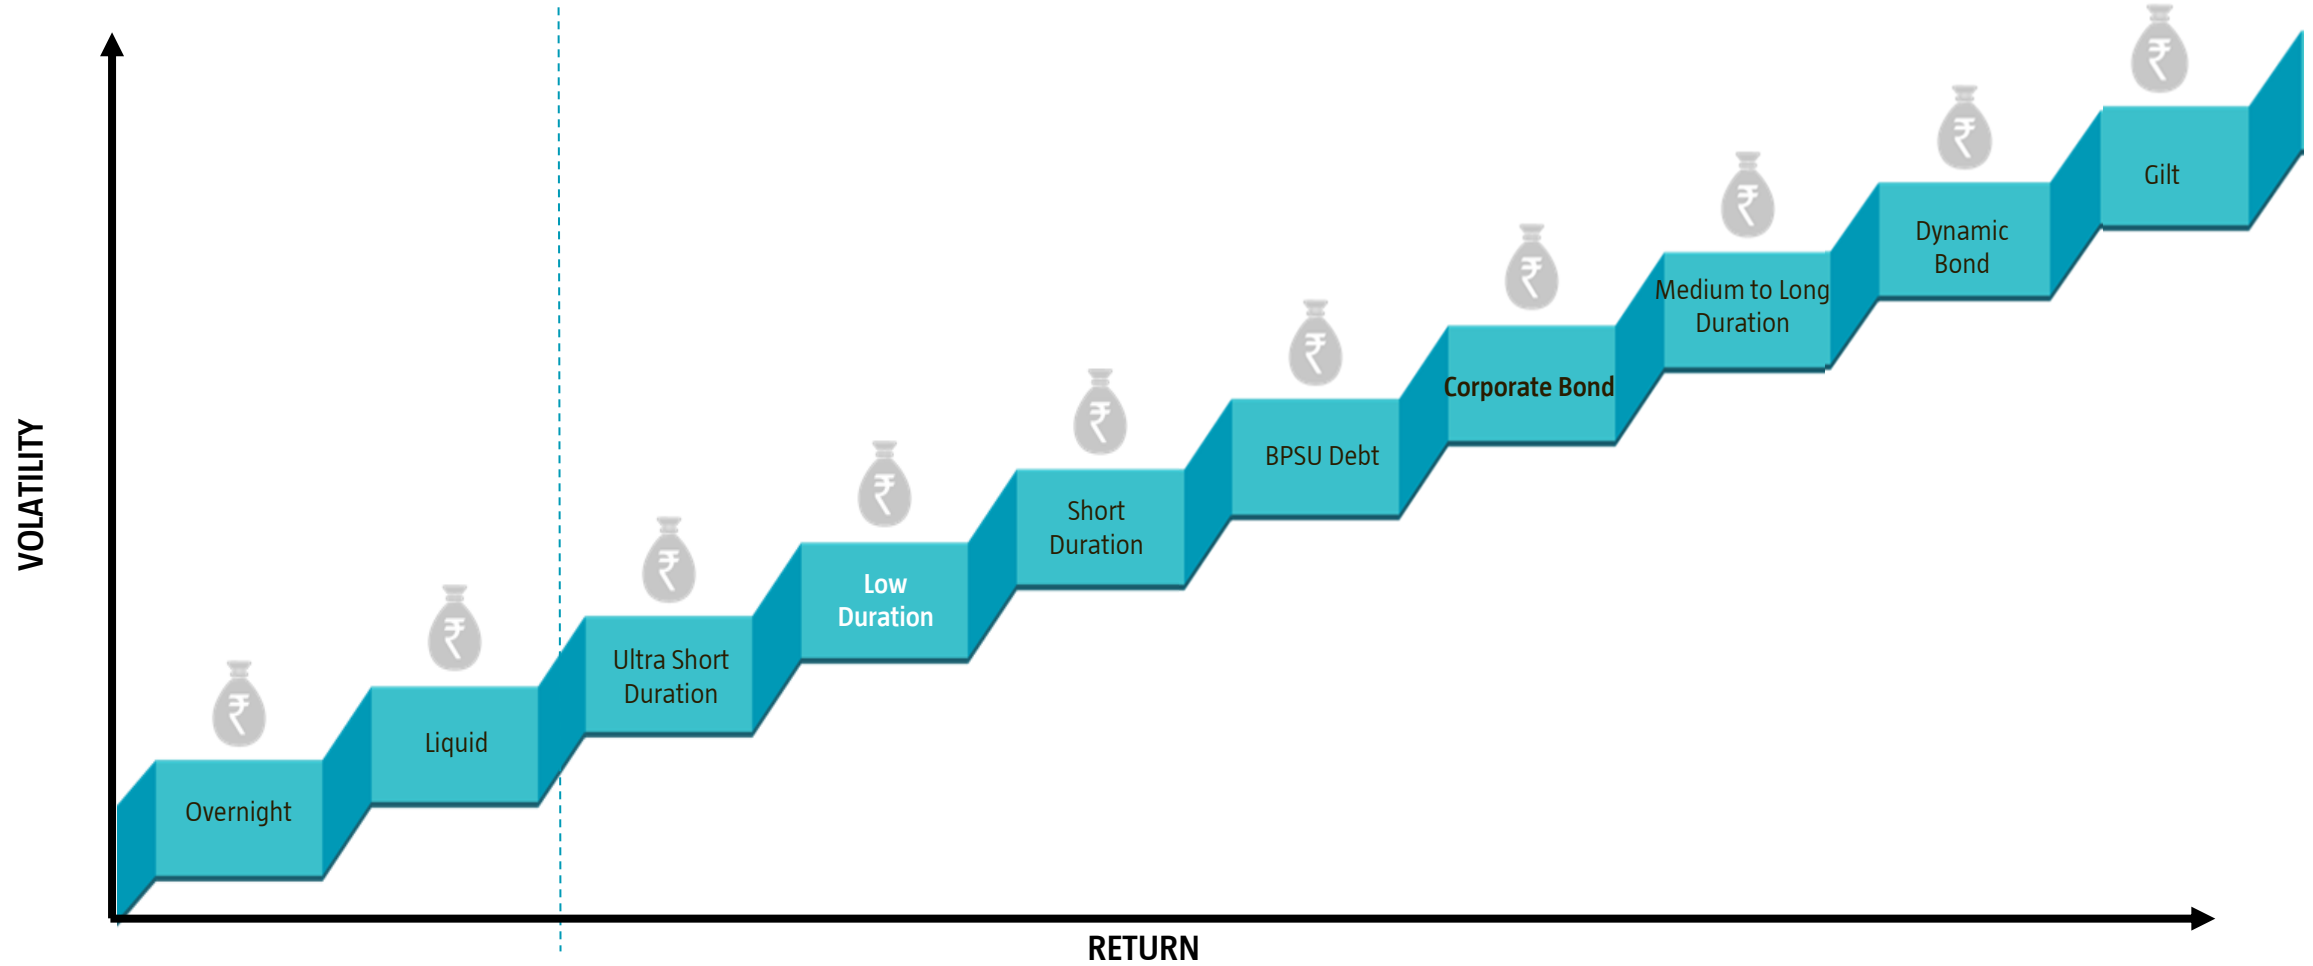 VOLATILITY
Overnight
Liquid
Ultra Short
Duration
Low
Duration
Short
Duration
BPSU Debt
Corporate Bond
Medium to Long
Duration
Dynamic
Bond
Gilt
₹
₹
₹
₹
₹
₹
₹
₹
₹
₹
RETURN